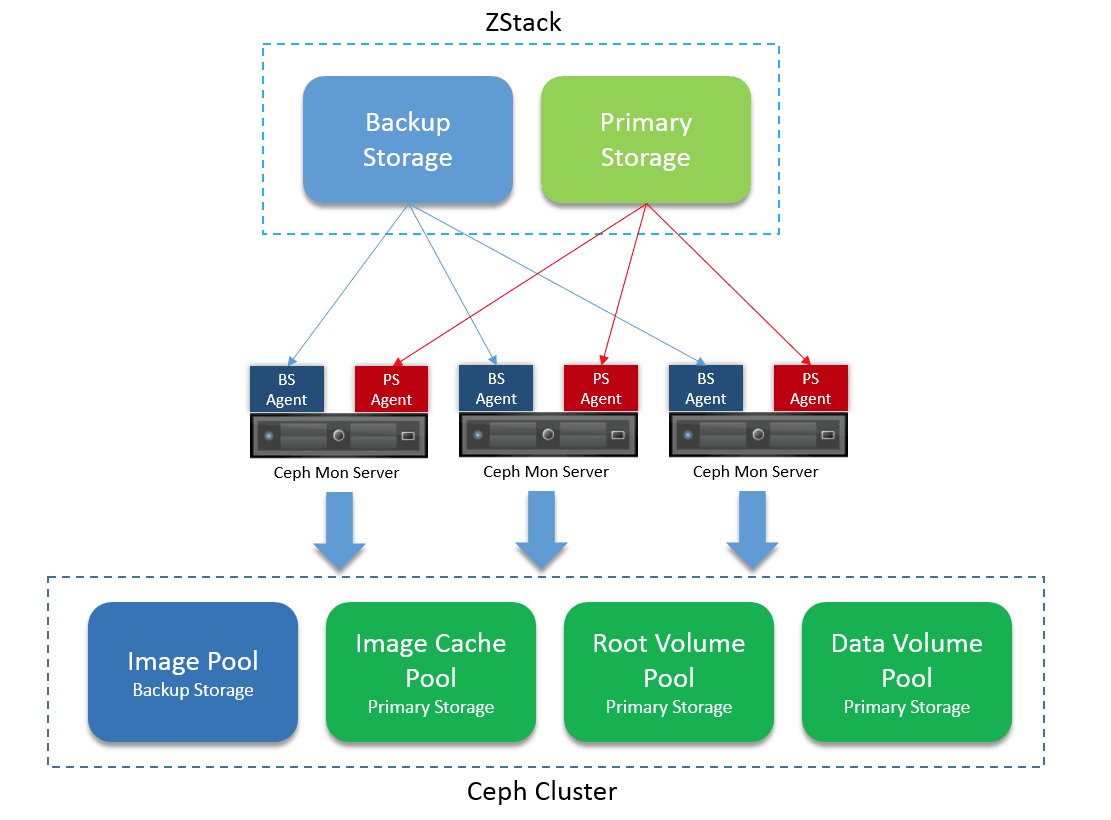 ZStack
Backup
Storage
Primary
Storage
BS
Agent
PS
Agent
BS
Agent
PS
Agent
BS
Agent
PS
Agent
Ceph Mon Server
Ceph Mon Server
Ceph Mon Server
Image Pool
Backup Storage
Image Cache
Pool
Primary Storage
Root Volume
Pool
Primary Storage
Data Volume
Pool
Primary Storage
Ceph Cluster